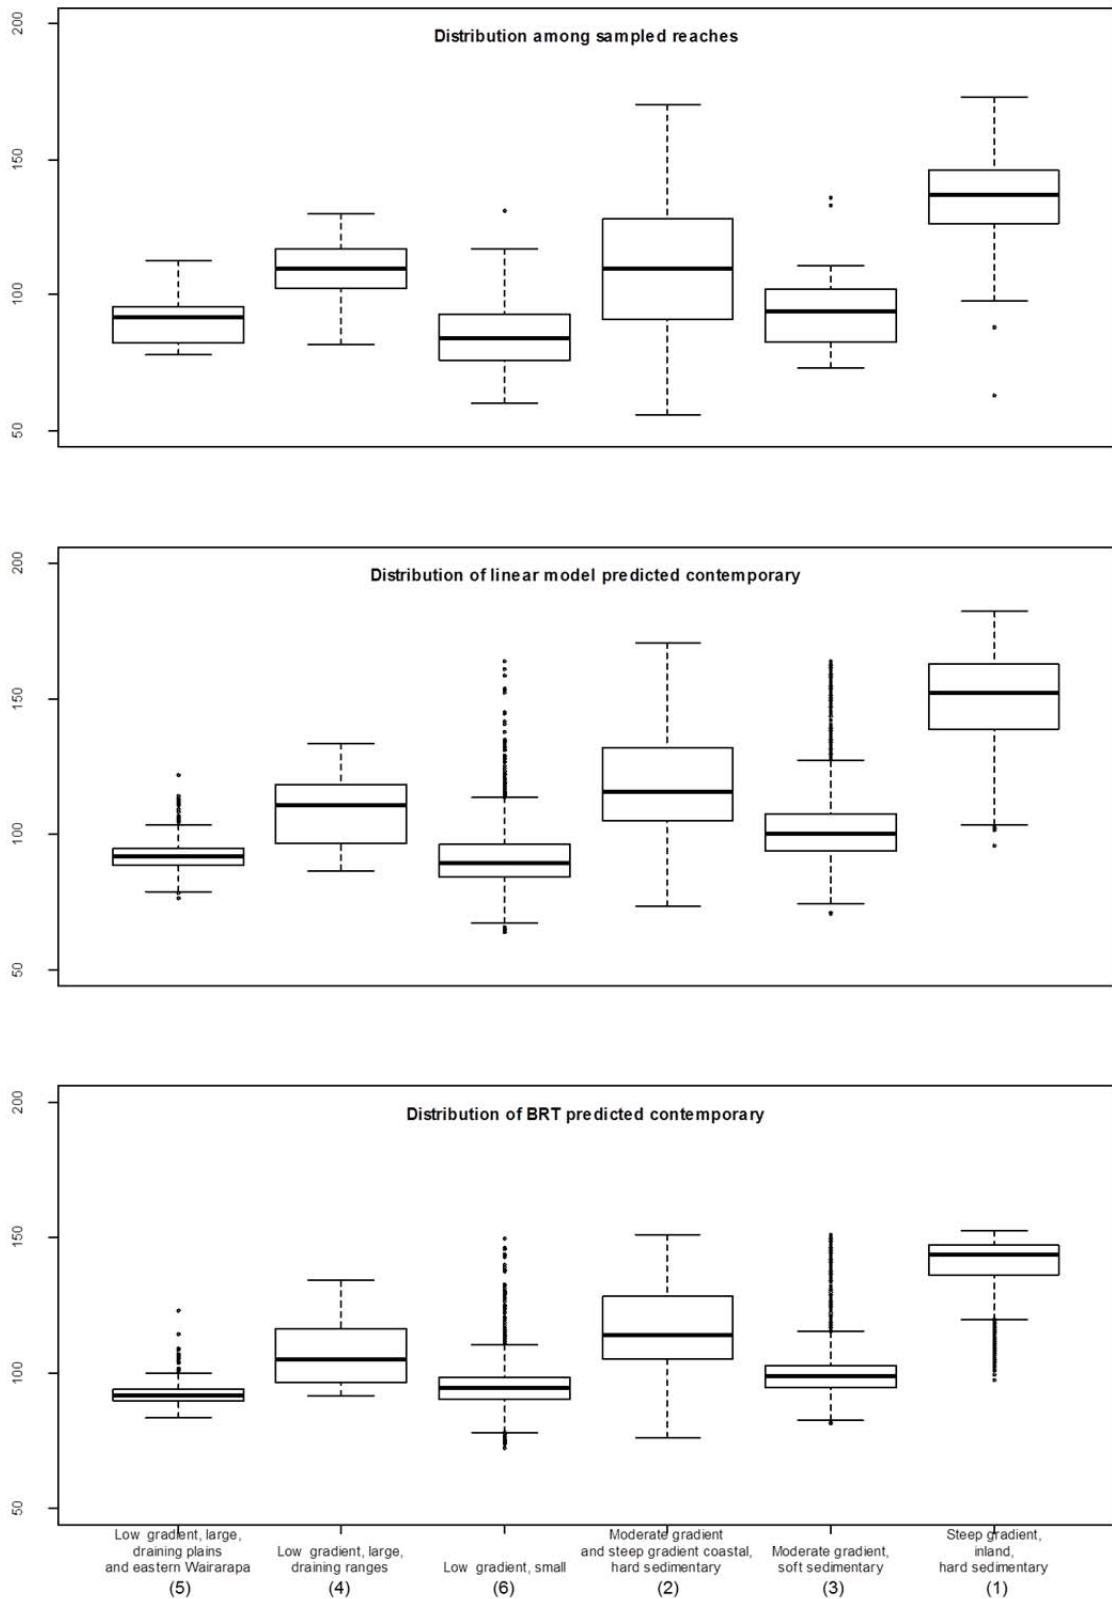 Distribution among sampled reaches
200
150
100
50
Distribution of linear model predicted contemporary
200
150
100
50
Distribution of BRT predicted contemporary
200
150
100
50
Low gradient, large,
draining plains
and eastern Wairarapa
(5)
Low gradient, large,
draining ranges
(4)
Low gradient, small
(6)
Moderate gradient
and steep gradient coastal,
hard sedimentary
(2)
Moderate gradient,
soft sedimentary
(3)
Steep gradient,
inland,
hard sedimentary
(1)